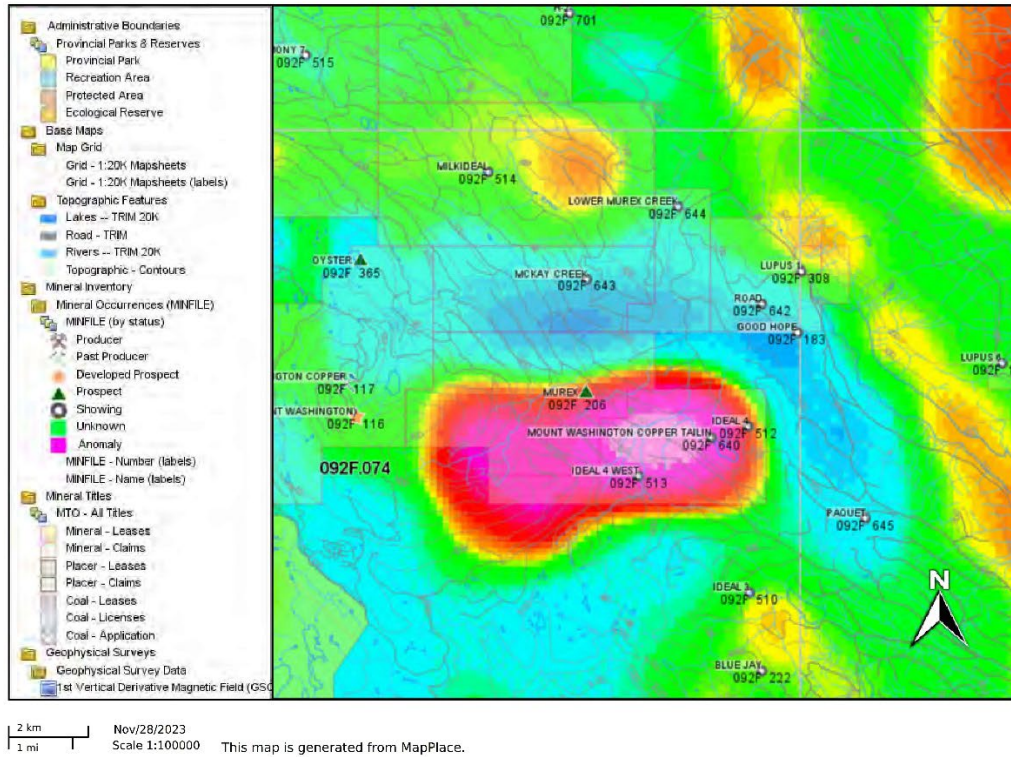 Administrative Boundaries
Provincial Parks & Reserves
Provincial Park
Recreation Area
Protected Area
Ecological Reserve
Base Maps
Map Grid
Grid - 1:20K Mapsheets
Grid - 1:20K Mapsheets (labels)
Topographic Features
Lakes -- TRIM 20K
Road - TRIM
Rivers -- TRIM 20K
Topographic - Contours
Mineral Inventory
Mineral Occurrences (MINFILE)
MINFILE (by status)
Producer
Past Producer
Developed Prospect
Prospect
Showing
Unknown
Anomaly
MINFILE - Number (labels)
MINFILE - Name (labels)
Mineral Titles
MTO - All Titles
Mineral - Leases
Mineral - Claims
Placer - Leases
Placer - Claims
Coal - Leases
Coal - Licenses
Coal - Application
Geophysical Surveys
Geophysical Survey Data
1st Vertical Derivative Magnetic Field (GSC
092F 701
ONY 7
092F 515
MILKIDEAL
092F 514
LOWER MUREX CREEK
092F 644
OYSTER
092F 365
MCKAY CREEK
092F 643
LUPUS 1
092F 308
ROAD
092F 642
GOOD HOPE
092F 183
LUPUS 6
092F
NGTON COPPER
092F 117
MUREX
092F 206
NT WASHINGTON)
092F 116
IDEAL 4
092F 512
MOUNT WASHINGTON COPPER TAILIN
092F 640
092F.074
IDEAL 4 WEST
092F 513
PAQUET
092F 645
IDEAL 3
092F 510
N
BLUE JAY
092F 222
2 km
1 mi
Nov/28/2023
Scale 1:100000
This map is generated from MapPlace.